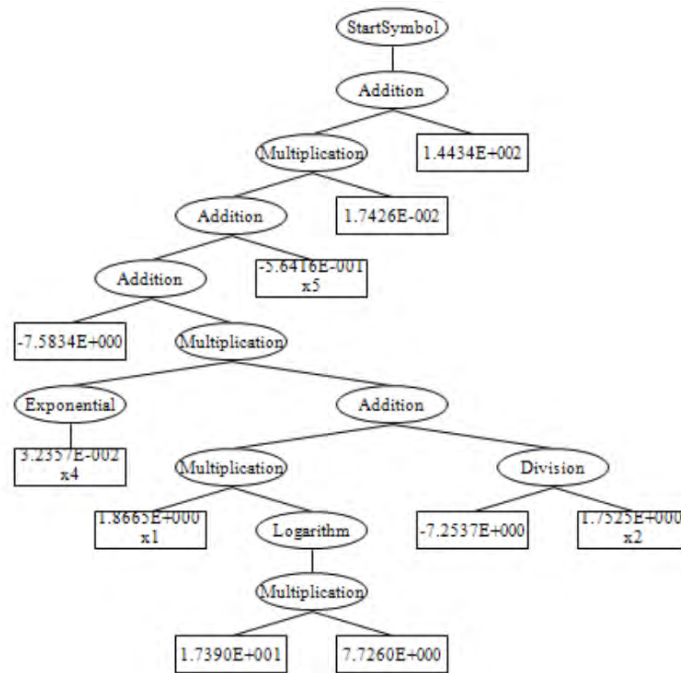 StartSymbol
Addition
Multiplication
1.4434E+002
Addition
1.7426E-002
Addition
-5.6416E-001
x5
-7.5834E+000
Multiplication
Exponential
Addition
3.2357E-002
x4
Multiplication
Division
1.8665E+000
x1
Logarithm
-7.2537E+000
1.7525E+000
x2
Multiplication
1.7390E+001
7.7260E+000